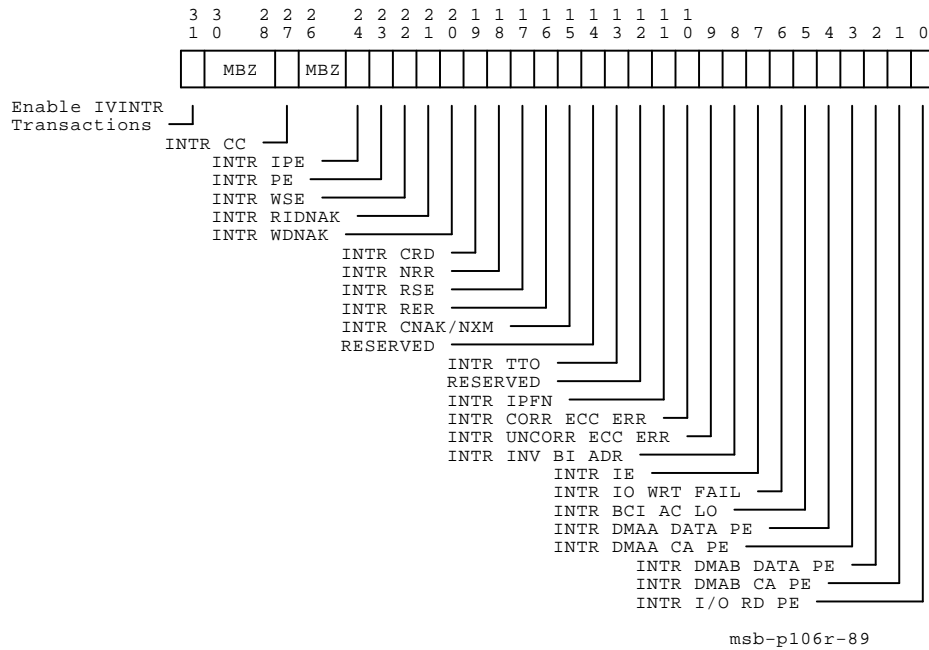 3 3 2 2 2 2 2 2 2 2 1 1 1 1 1 1 1 1 1 1
1 0 8 7 6 4 3 2 1 0 9 8 7 6 5 4 3 2 1 0 9 8 7 6 5 4 3 2 1 0
MBZ MBZ
Enable IVINTR
Transactions
INTR CC
INTR IPE
INTR PE
INTR WSE
INTR RIDNAK
INTR WDNAK
INTR CRD
INTR NRR
INTR RSE
INTR RER
INTR CNAK/NXM
RESERVED
INTR TTO
RESERVED
INTR IPFN
INTR CORR ECC ERR
INTR UNCORR ECC ERR
INTR INV BI ADR
INTR IE
INTR IO WRT FAIL
INTR BCI AC LO
INTR DMAA DATA PE
INTR DMAA CA PE
INTR DMAB DATA PE
INTR DMAB CA PE
INTR I/O RD PE
msb-p106r-89